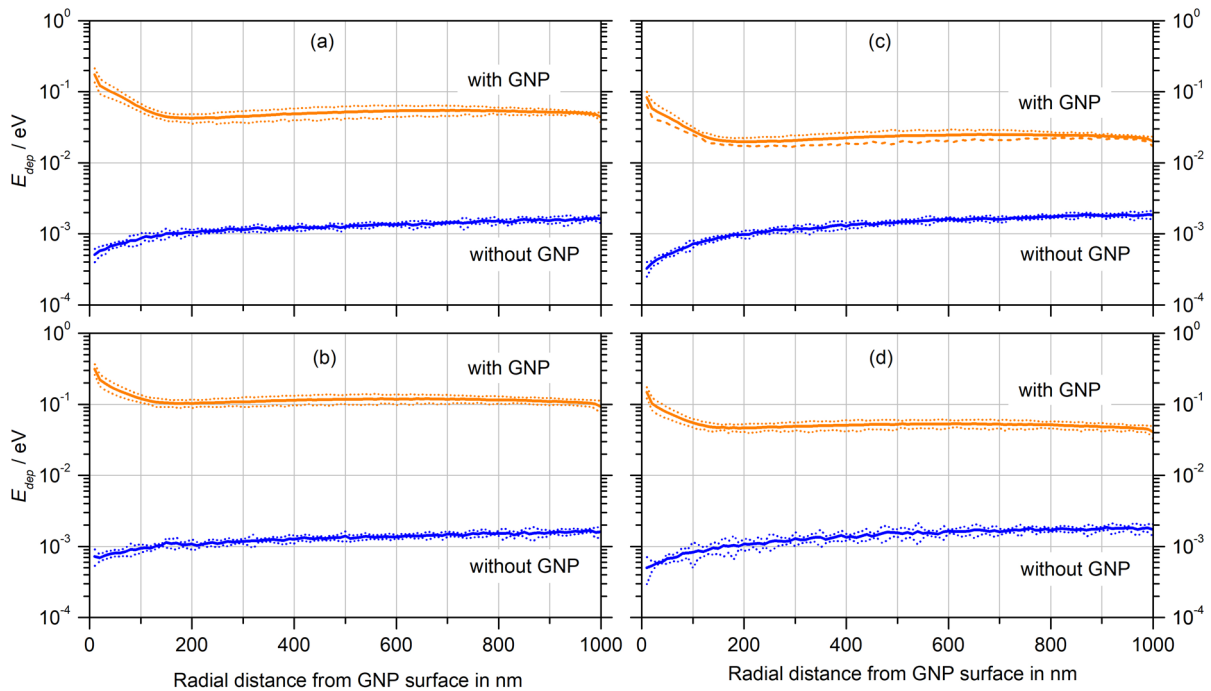 (a)
with GNP
without GNP
E_dep / eV
10^0
10^-1
10^-2
10^-3
10^-4
(c)
with GNP
without GNP
10^0
10^-1
10^-2
10^-3
10^-4
(b)
with GNP
without GNP
E_dep / eV
10^0
10^-1
10^-2
10^-3
10^-4
0 200 400 600 800 1000
Radial distance from GNP surface in nm
(d)
with GNP
without GNP
10^0
10^-1
10^-2
10^-3
10^-4
0 200 400 600 800 1000
Radial distance from GNP surface in nm